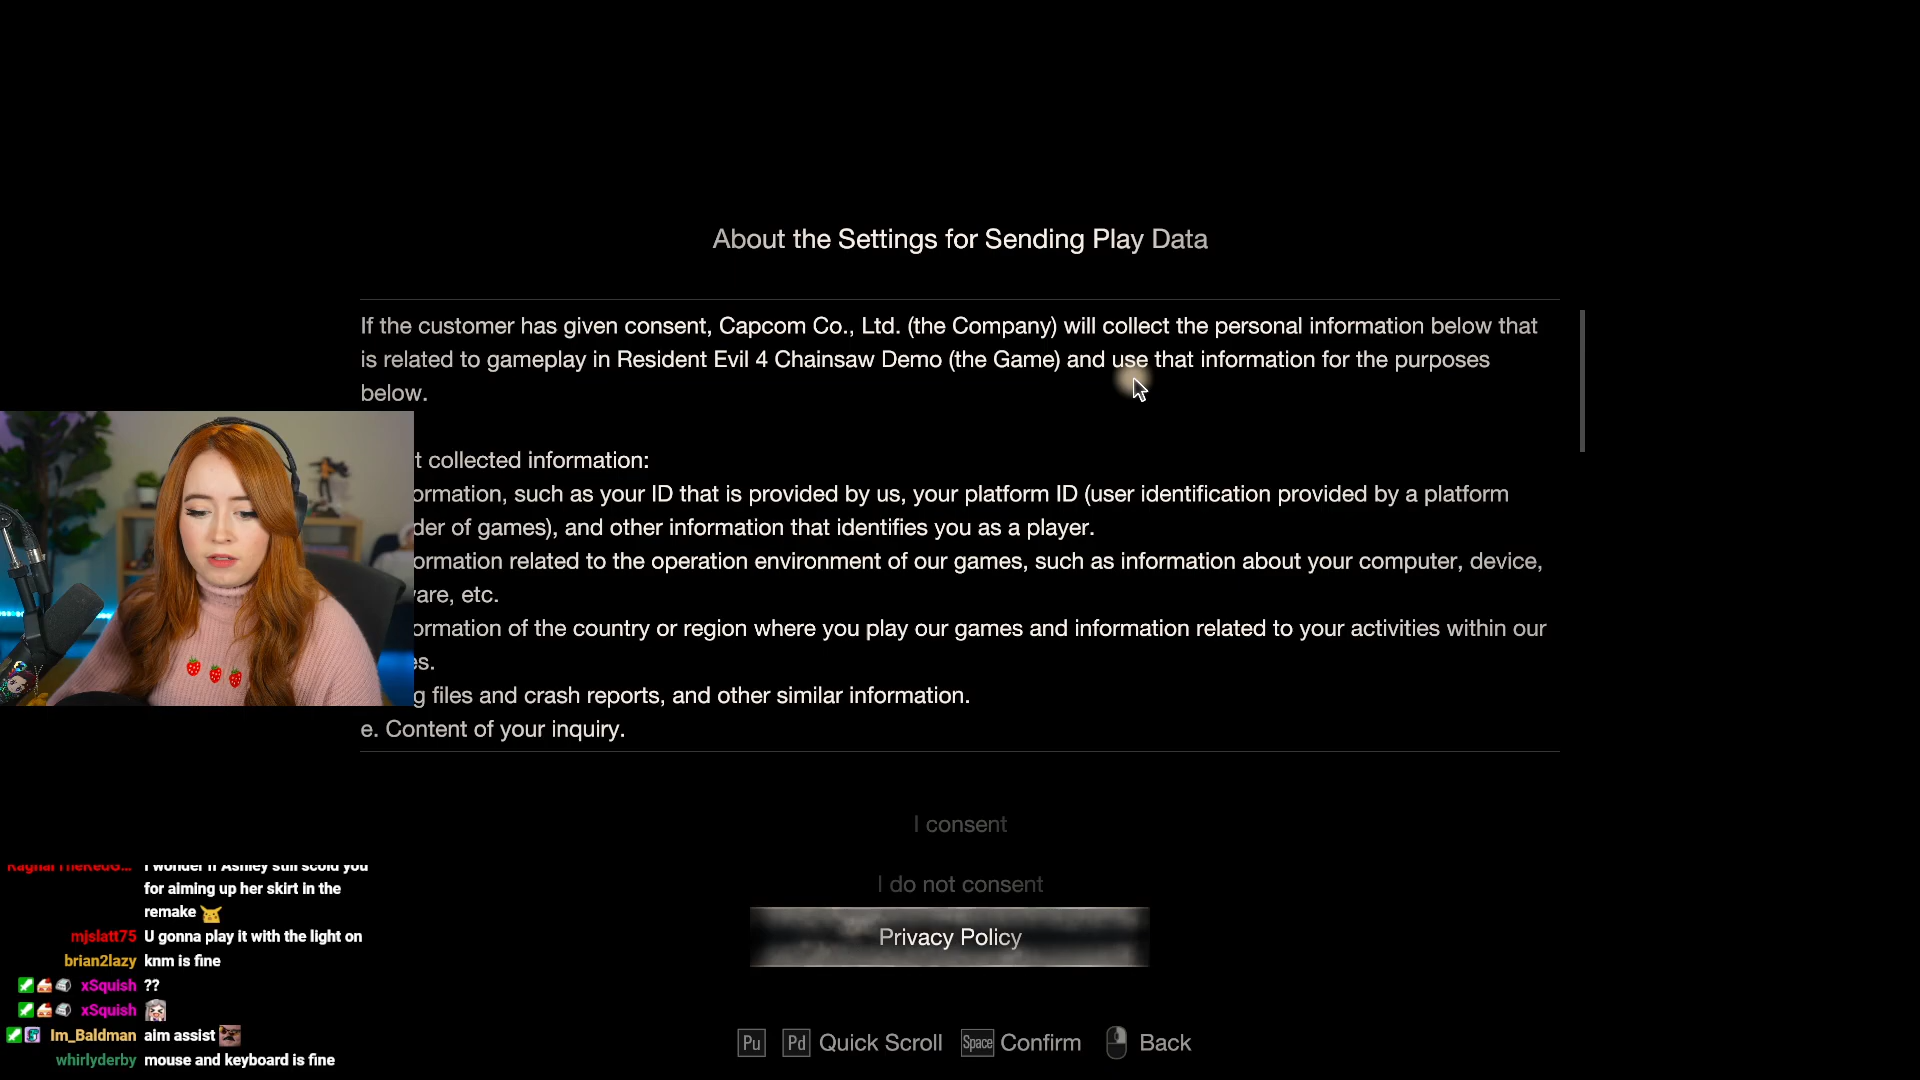 About the Settings for Sending Play Data
If the customer has given consent, Capcom Co., Ltd. (the Company) will collect the personal information below that
is related to gameplay in Resident Evil 4 Chainsaw Demo (the Game) and use that information for the purposes
below.
collected information:
such as your ID that is provided by us, your platform ID (user identification provided by a platform
of games), and other information that identifies you as a player.
related to the operation environment of our games, such as information about your computer, device,
etc.
of the country or region where you play our games and information related to your activities within our
files and crash reports, and other similar information.
e. Content of your inquiry.
I consent
I do not consent
Privacy Policy
Pu Pd Quick Scroll Space Confirm Back
I wonder if Ashley still scold you
for aiming up her skirt in the
remake
mjslatt75 U gonna play it with the light on
brian2lazy knm is fine
xSquish ??
xSquish
Im_Baldman aim assist
whirlyderby mouse and keyboard is fine